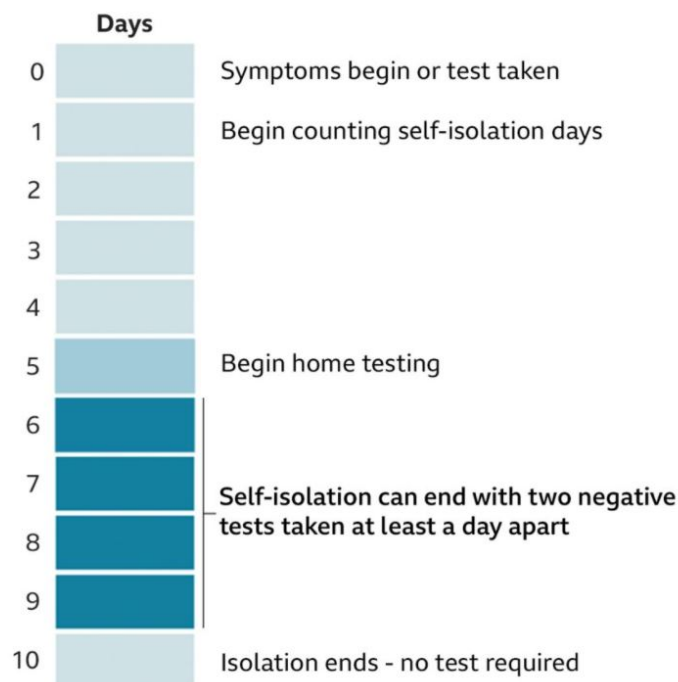 Days
0 Symptoms begin or test taken
1 Begin counting self-isolation days
2
3
4
5 Begin home testing
6
7
Self-isolation can end with two negative
tests taken at least a day apart
8
9
10 Isolation ends - no test required